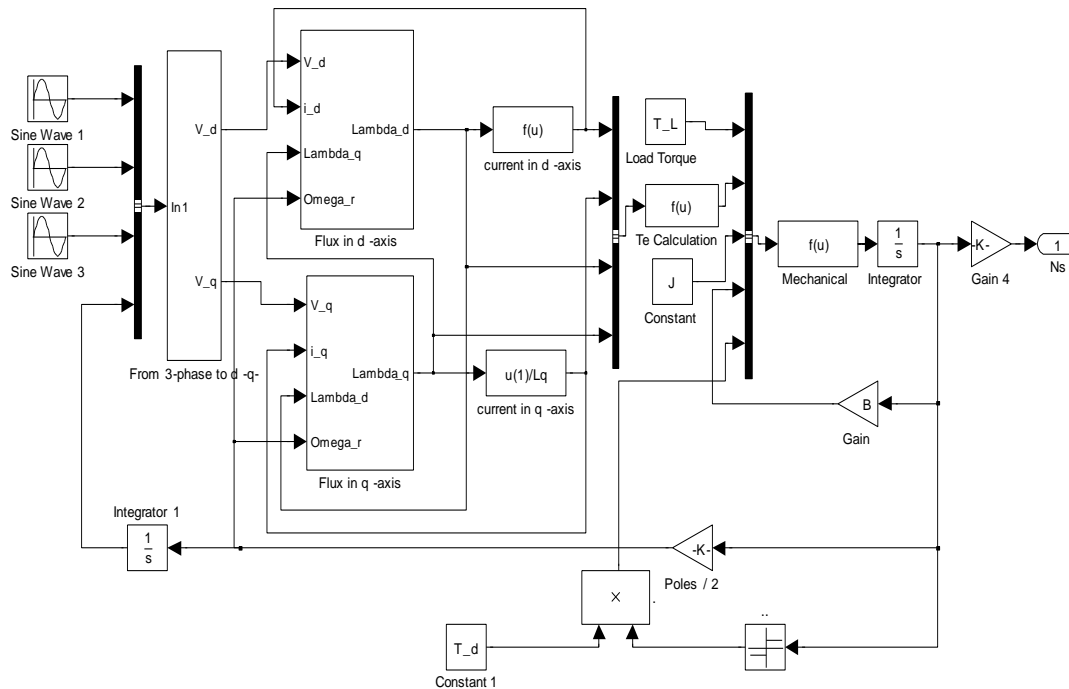 Sine Wave 1
Sine Wave 2
Sine Wave 3
In1
V_d
V_q
From 3-phase to d -q-
V_d
i_d
Lambda_q
Omega_r
Lambda_d
Flux in d -axis
V_q
i_q
Lambda_d
Omega_r
Lambda_q
Flux in q -axis
f(u)
current in d -axis
u(1)/Lq
current in q -axis
T_L
Load Torque
f(u)
Te Calculation
J
Constant
f(u)
Mechanical
1
s
Integrator
-K-
Gain 4
1
Ns
B
Gain
Integrator 1
1
s
-K-
Poles / 2
X
.
..
T_d
Constant 1